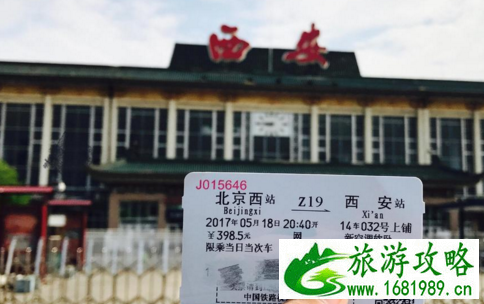 西安
J015646
北京西站 Z19 西安站
Beijingxi Xi'an
2017年05月18日20:40开 14车032号上铺
¥398.5元 网
限乘当日当次车
中国铁路
旅游攻略
www.1681989.cn